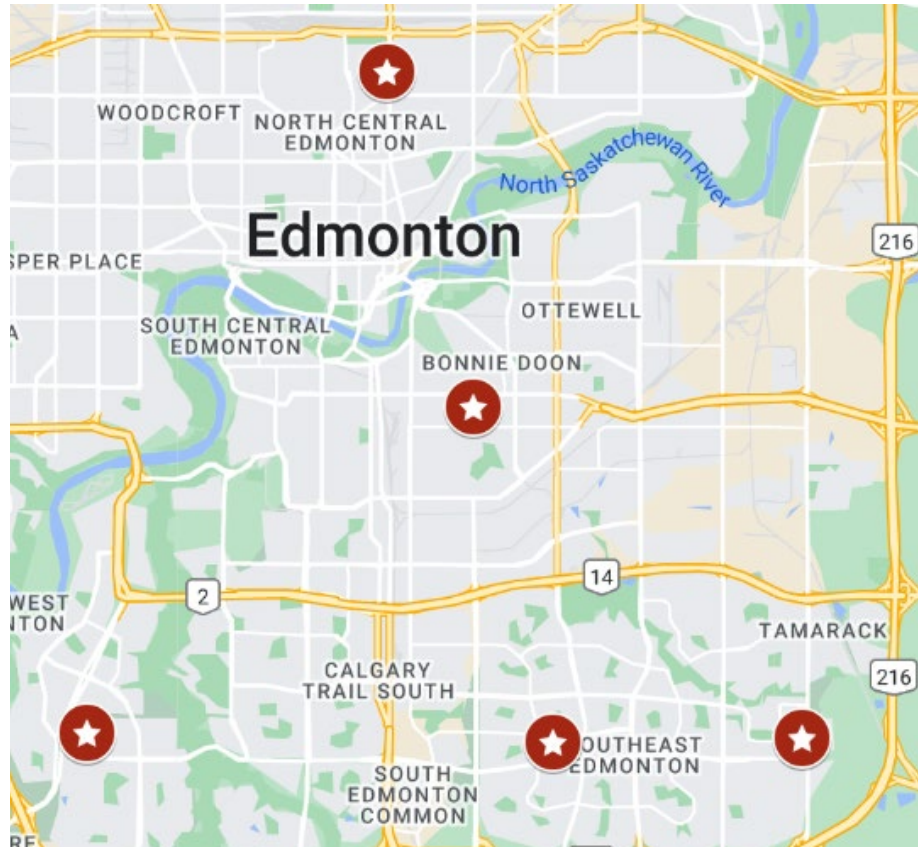 WOODCROFT
NORTH CENTRAL
EDMONTON
North Saskatchewan River
Edmonton
216
SPER PLACE
OTTEWELL
A
SOUTH CENTRAL
EDMONTON
BONNIE DOON
14
2
WEST
NTON
TAMARACK
CALGARY
TRAIL SOUTH
216
OUTHEAST
EDMONTON
SOUTH
EDMONTON
COMMON
RE